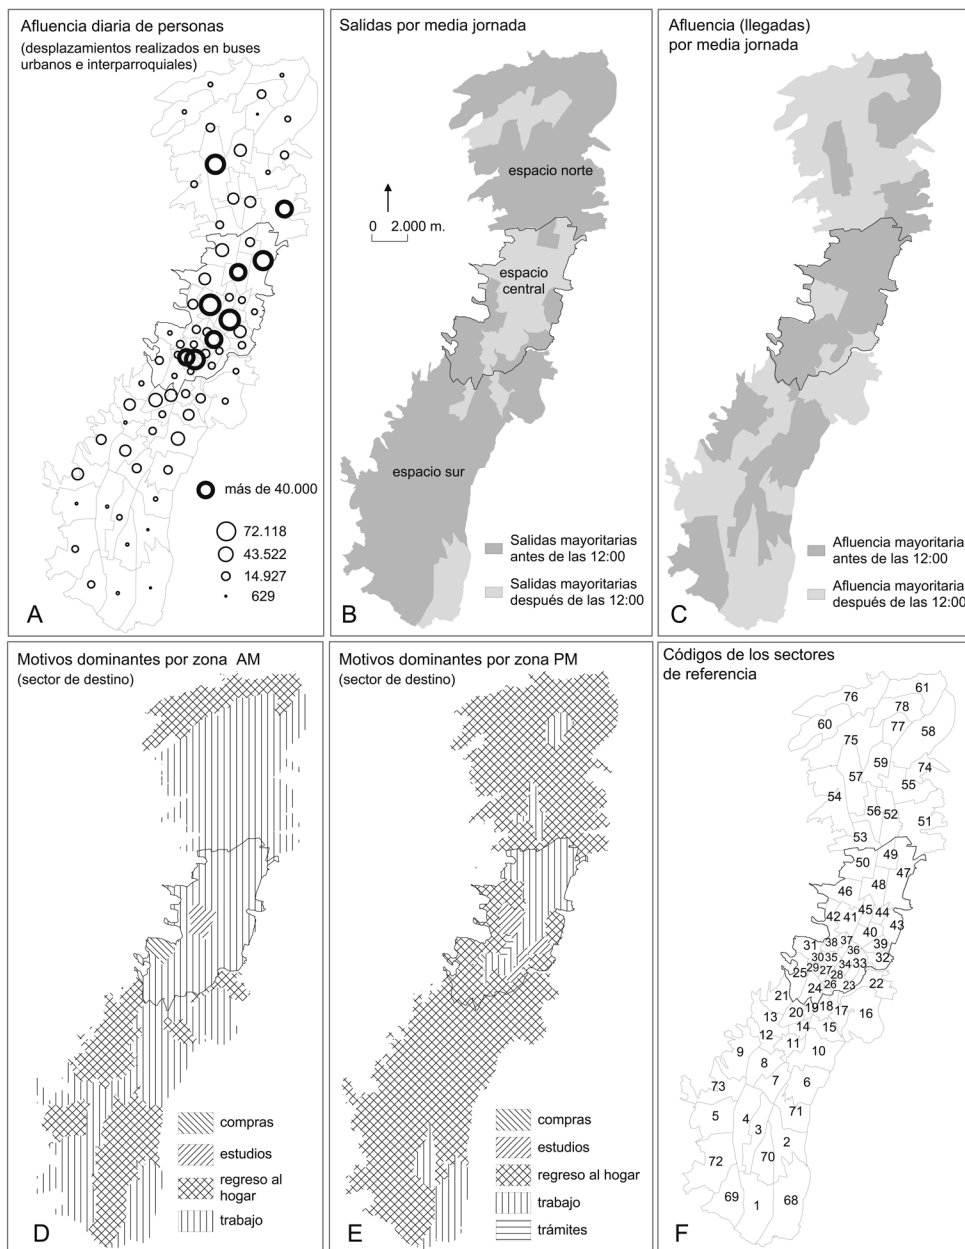 Afluencia diaria de personas
(desplazamientos realizados en buses
urbanos e interparroquiales)
más de 40.000
72.118
43.522
14.927
629
A
Salidas por media jornada
espacio norte
0 2.000 m.
espacio
central
espacio sur
Salidas mayoritarias
antes de las 12:00
Salidas mayoritarias
después de las 12:00
B
Afluencia (llegadas)
por media jornada
Afluencia mayoritaria
antes de las 12:00
Afluencia mayoritaria
después de las 12:00
C
Motivos dominantes por zona AM
(sector de destino)
compras
estudios
regreso al
hogar
trabajo
D
Motivos dominantes por zona PM
(sector de destino)
compras
estudios
regreso al hogar
trabajo
trámites
E
Códigos de los sectores
de referencia
76 61
78
60 77 58
75
59
57 74
55
54
56 52 51
53
50 49
47
48
46
45 44
42 41 43
40
31 38 37 39
36
30 35 32
29 34 33
25 27 28
24 26 23 22
21
19 18 17 16
20
13
14 15
12
11 10
9
8
7 6
73
5 4 71
3
2
72 70
69 1 68
F